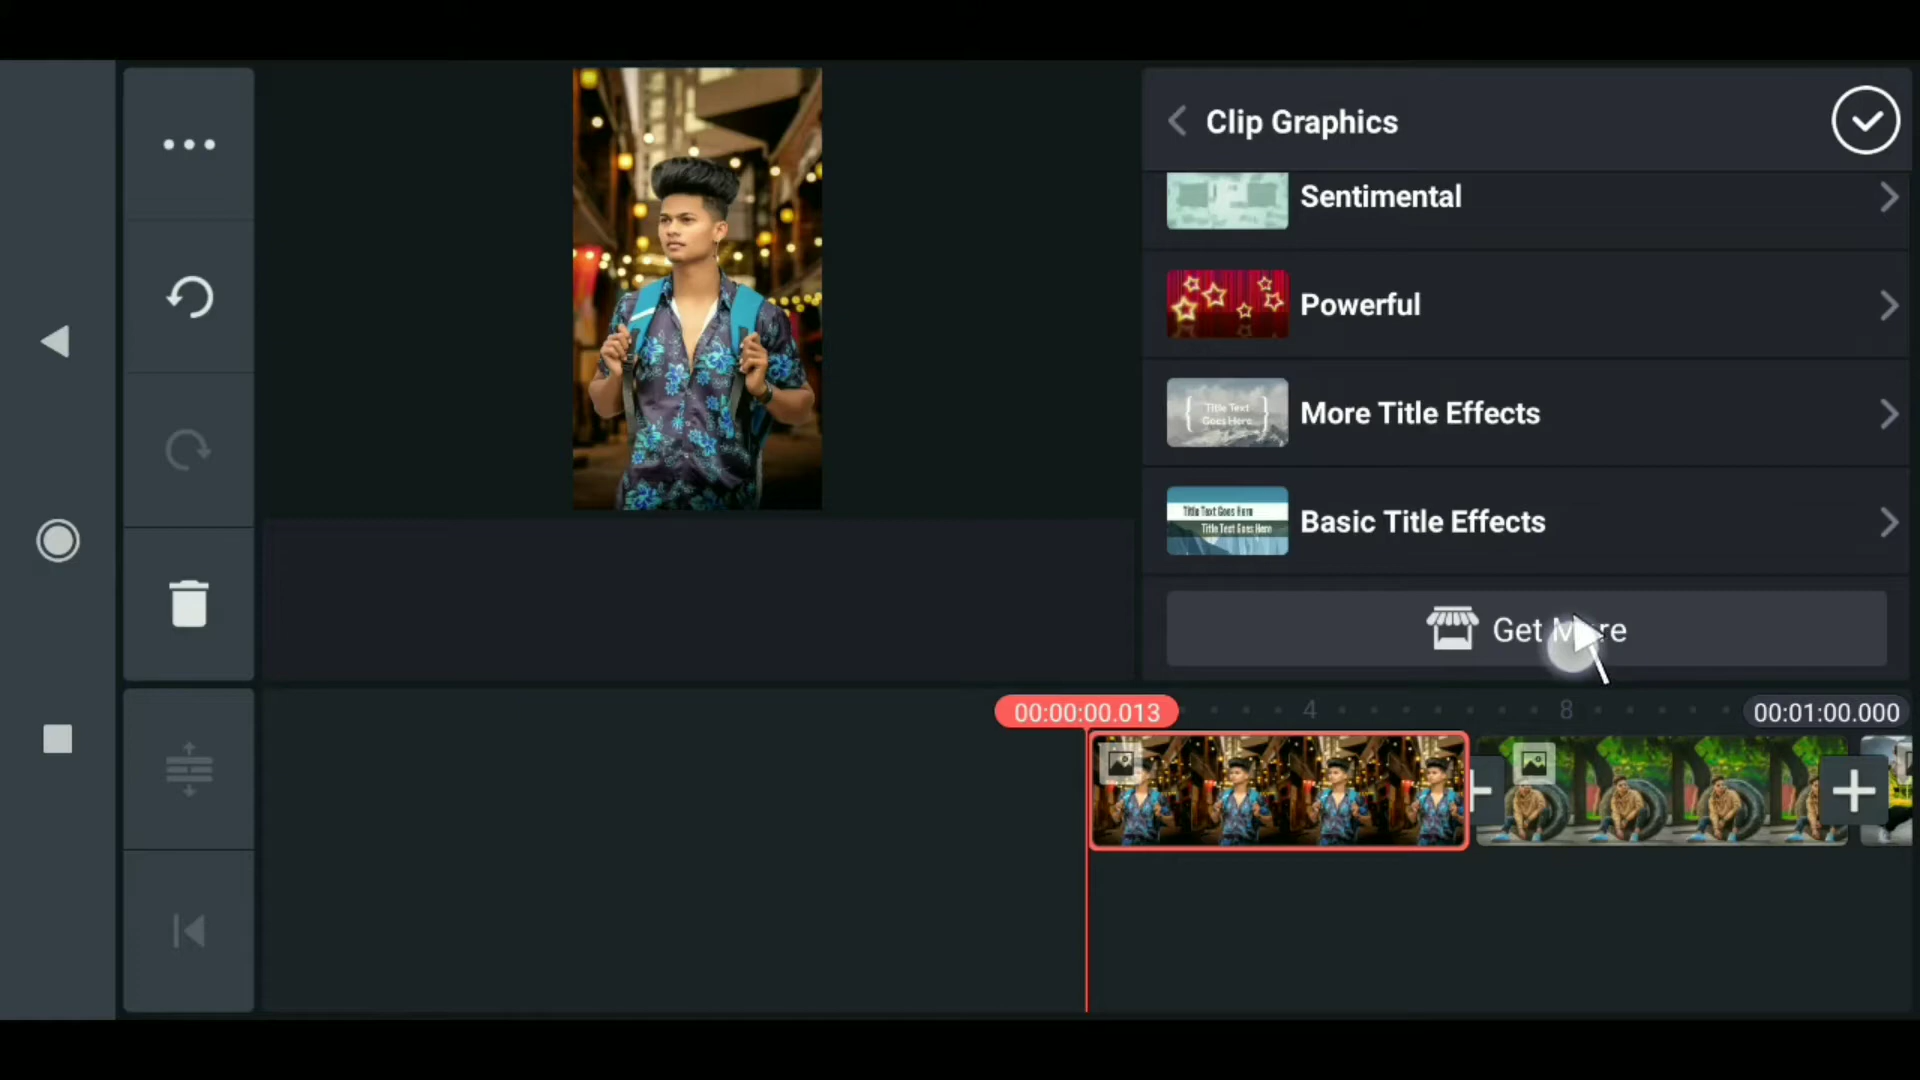 Clip Graphics
Sentimental
Powerful
Title Text
Goes Here
More Title Effects
Title Text Goes Here
Title Text Goes Here
Basic Title Effects
Get
00:00:00.013
4
8
00:01:00.000